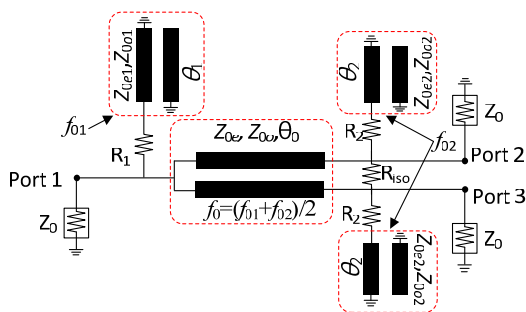 Z0e1,Z0o1
θ1
f01
R1
Port 1
Z0
Z0e, Z0o,θ0
f0=(f01+f02)/2
θ2
Z0e2,Z0o2
R2
f02
Riso
R2
Z0
Port 2
Port 3
Z0
θ2
Z0e2,Z0o2